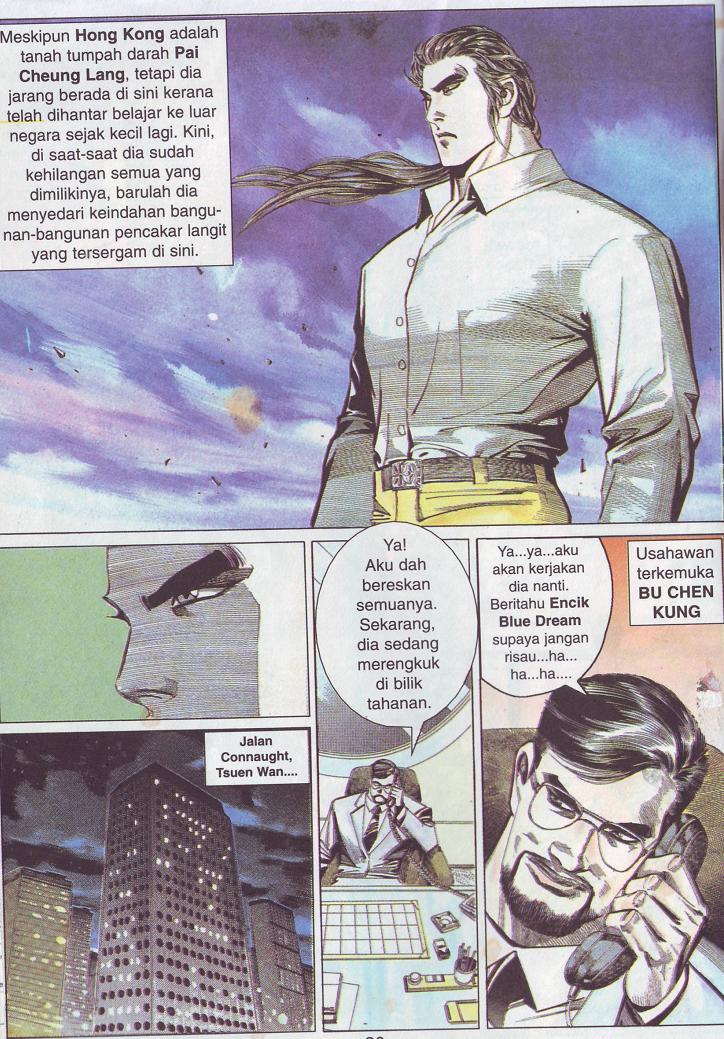 Meskipun Hong Kong adalah
tanah tumpah darah Pai
Cheung Lang, tetapi dia
jarang berada di sini kerana
telah dihantar belajar ke luar
negara sejak kecil lagi. Kini,
di saat-saat dia sudah
kehilangan semua yang
dimilikinya, barulah dia
menyedari keindahan bangu-
nan-bangunan pencakar langit
yang tersergam di sini.
Jalan
Connaught,
Tsuen Wan....
Ya!
Aku dah
bereskan
semuanya.
Sekarang,
dia sedang
merengkuk
di bilik
tahanan.
Ya...ya...aku
akan kerjakan
dia nanti.
Beritahu Encik
Blue Dream
supaya jangan
risau...ha...
ha...ha....
Usahawan
terkemuka
BU CHEN
KUNG